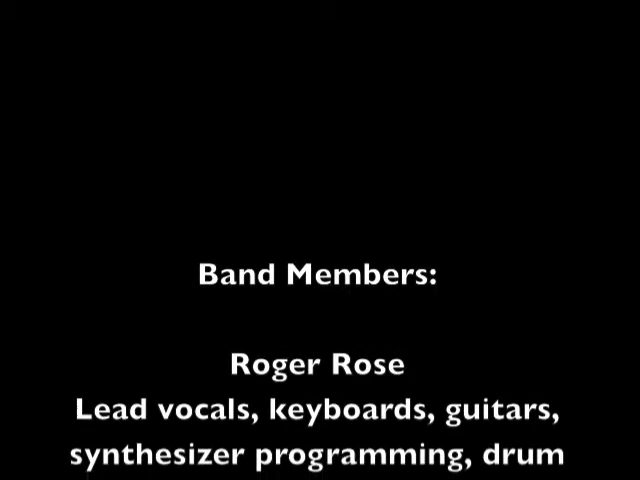 Band Members:
Roger Rose
Lead vocals, keyboards, guitars,
synthesizer programming, drum